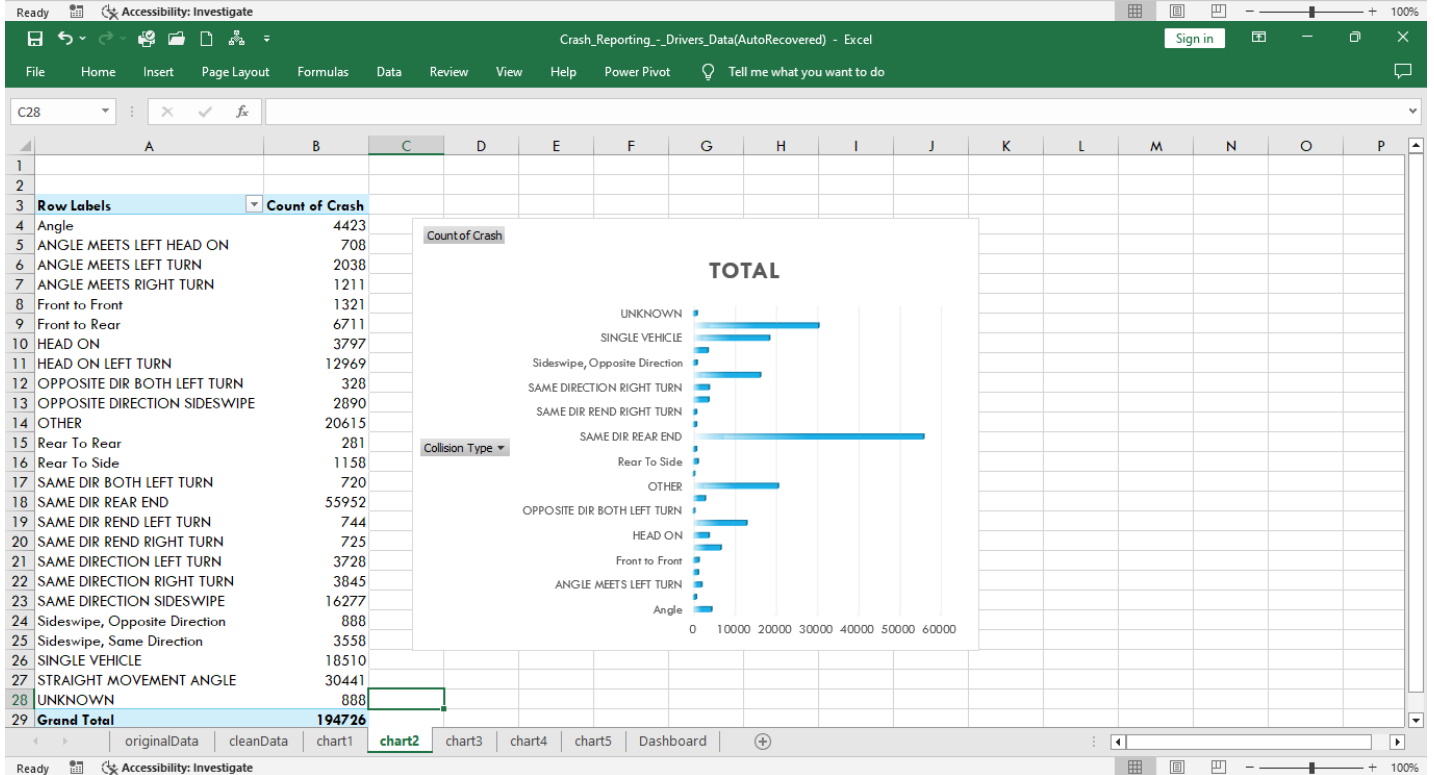 Ready Accessibility: Investigate 100%
Crash_Reporting_-_Drivers_Data(AutoRecovered) - Excel Sign in
File Home Insert Page Layout Formulas Data Review View Help Power Pivot Tell me what you want to do
C28 fx
A B C D E F G H I J K L M N O P
1
2
3 Row Labels Count of Crash
4 Angle 4423
5 ANGLE MEETS LEFT HEAD ON 708
6 ANGLE MEETS LEFT TURN 2038
7 ANGLE MEETS RIGHT TURN 1211
8 Front to Front 1321
9 Front to Rear 6711
10 HEAD ON 3797
11 HEAD ON LEFT TURN 12969
12 OPPOSITE DIR BOTH LEFT TURN 328
13 OPPOSITE DIRECTION SIDESWIPE 2890
14 OTHER 20615
15 Rear To Rear 281
16 Rear To Side 1158
17 SAME DIR BOTH LEFT TURN 720
18 SAME DIR REAR END 55952
19 SAME DIR REND LEFT TURN 744
20 SAME DIR REND RIGHT TURN 725
21 SAME DIRECTION LEFT TURN 3728
22 SAME DIRECTION RIGHT TURN 3845
23 SAME DIRECTION SIDESWIPE 16277
24 Sideswipe, Opposite Direction 888
25 Sideswipe, Same Direction 3558
26 SINGLE VEHICLE 18510
27 STRAIGHT MOVEMENT ANGLE 30441
28 UNKNOWN 888
29 Grand Total 194726
Count of Crash
TOTAL
UNKNOWN
SINGLE VEHICLE
Sideswipe, Opposite Direction
SAME DIRECTION RIGHT TURN
SAME DIR REND RIGHT TURN
SAME DIR REAR END
Collision Type
Rear To Side
OTHER
OPPOSITE DIR BOTH LEFT TURN
HEAD ON
Front to Front
ANGLE MEETS LEFT TURN
Angle
0 10000 20000 30000 40000 50000 60000
originalData cleanData chart1 chart2 chart3 chart4 chart5 Dashboard
Ready Accessibility: Investigate 100%